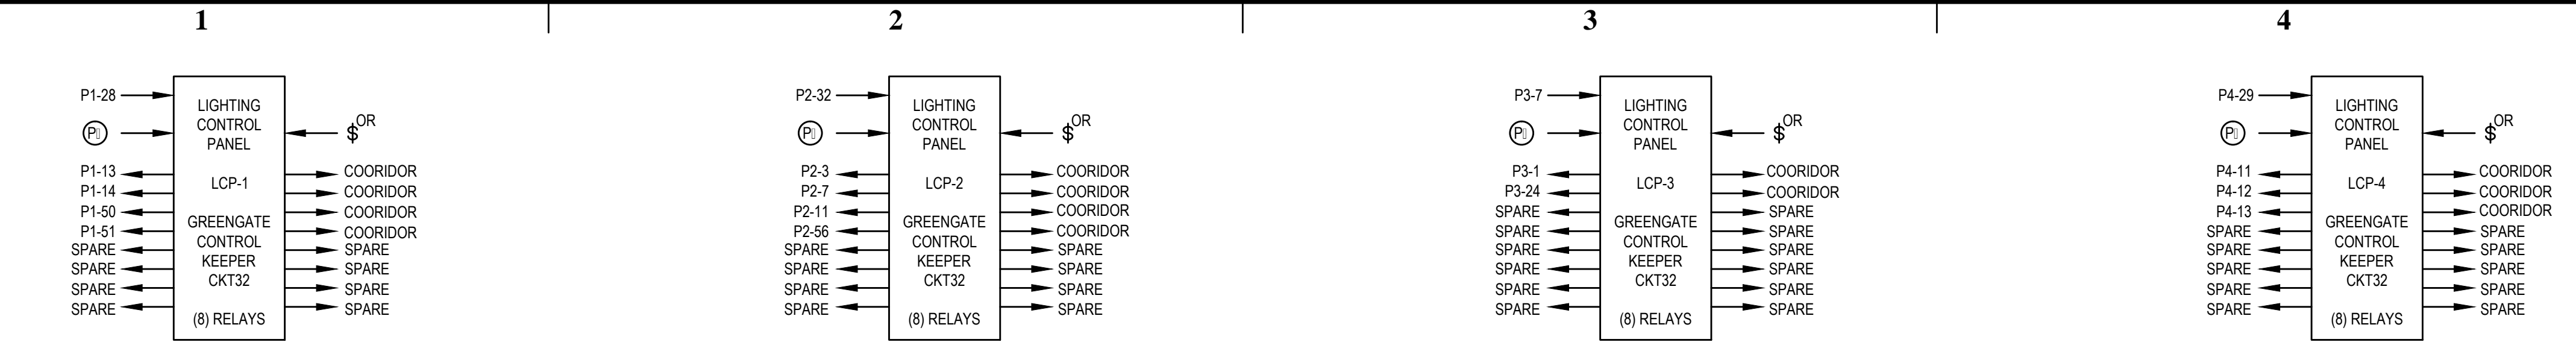 1 2 3 4
P1-28
P
$OR
P1-13
P1-14
P1-50
P1-51
SPARE
SPARE
SPARE
SPARE
LIGHTING
CONTROL
PANEL
LCP-1
GREENGATE
CONTROL
KEEPER
CKT32
(8) RELAYS
COORIDOR
COORIDOR
COORIDOR
COORIDOR
SPARE
SPARE
SPARE
SPARE
P2-32
P
$OR
P2-3
P2-7
P2-11
P2-56
SPARE
SPARE
SPARE
SPARE
LIGHTING
CONTROL
PANEL
LCP-2
GREENGATE
CONTROL
KEEPER
CKT32
(8) RELAYS
COORIDOR
COORIDOR
COORIDOR
COORIDOR
SPARE
SPARE
SPARE
SPARE
P3-7
P
$OR
P3-1
P3-24
SPARE
SPARE
SPARE
SPARE
SPARE
SPARE
LIGHTING
CONTROL
PANEL
LCP-3
GREENGATE
CONTROL
KEEPER
CKT32
(8) RELAYS
COORIDOR
COORIDOR
SPARE
SPARE
SPARE
SPARE
SPARE
SPARE
P4-29
P
$OR
P4-11
P4-12
P4-13
SPARE
SPARE
SPARE
SPARE
SPARE
LIGHTING
CONTROL
PANEL
LCP-4
GREENGATE
CONTROL
KEEPER
CKT32
(8) RELAYS
COORIDOR
COORIDOR
COORIDOR
SPARE
SPARE
SPARE
SPARE
SPARE